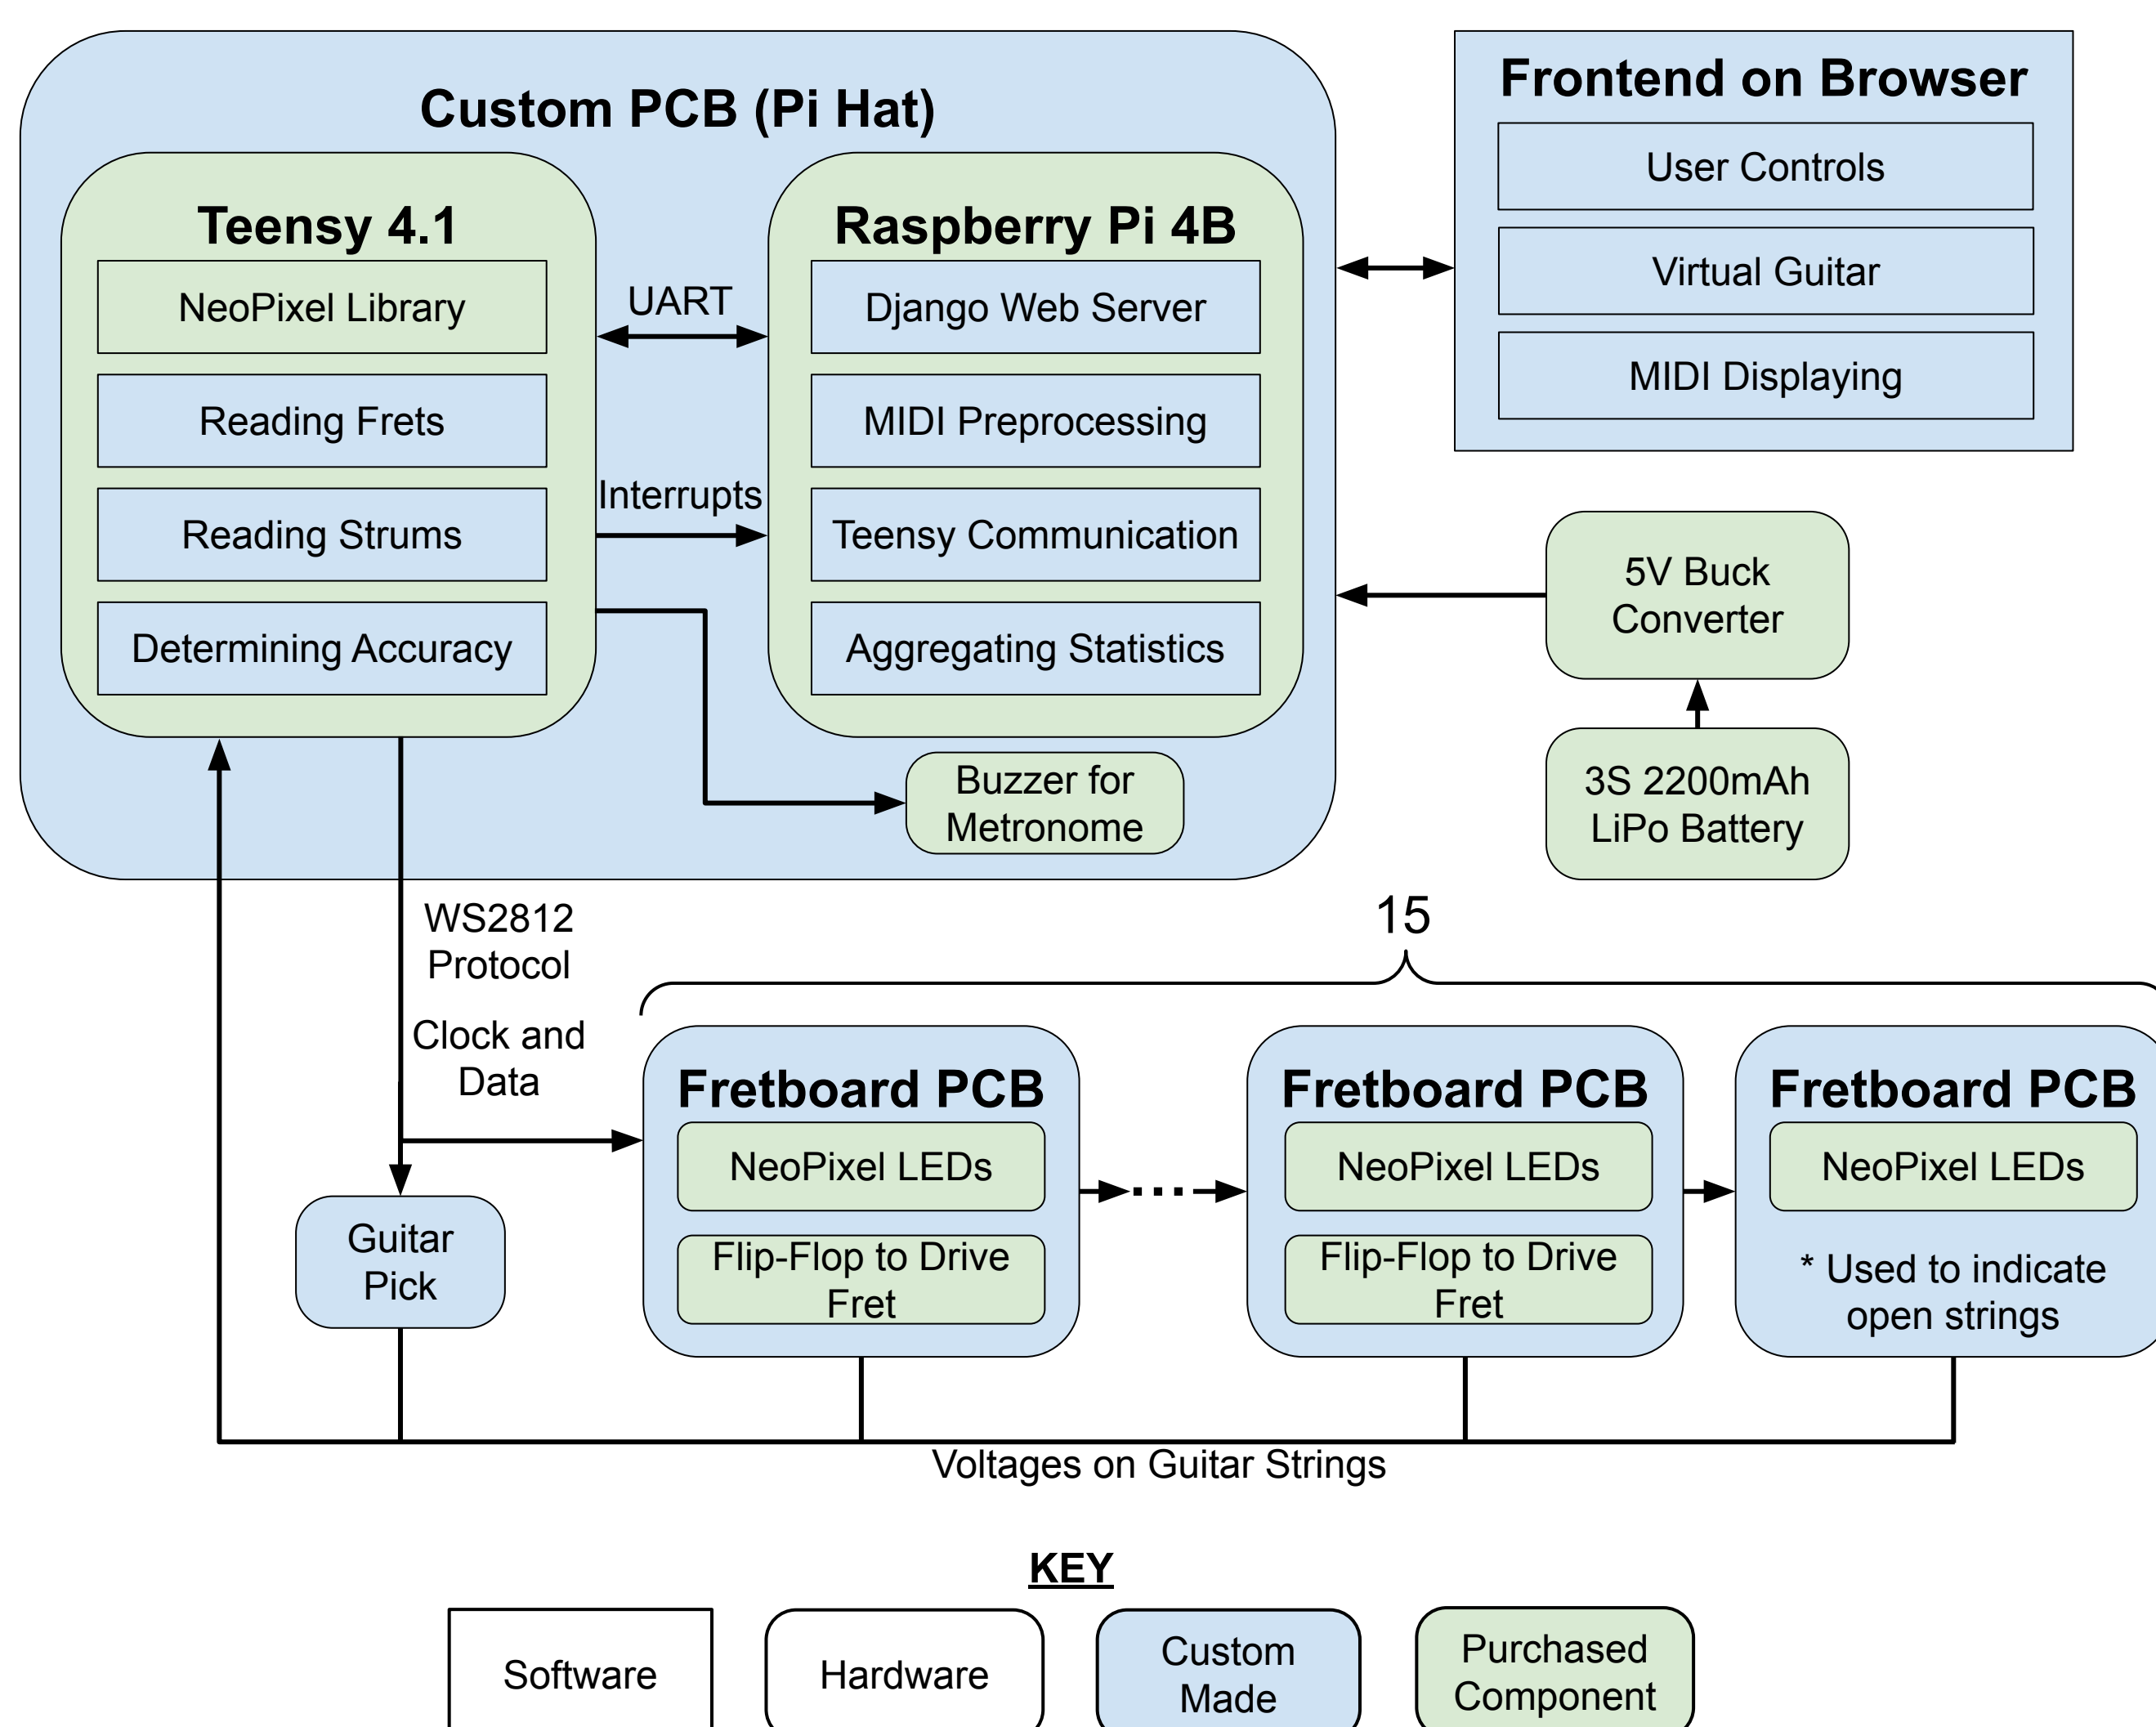 Custom PCB (Pi Hat)
Teensy 4.1
NeoPixel Library
Reading Frets
Reading Strums
Determining Accuracy
UART
Interrupts
Raspberry Pi 4B
Django Web Server
MIDI Preprocessing
Teensy Communication
Aggregating Statistics
Buzzer for
Metronome
Frontend on Browser
User Controls
Virtual Guitar
MIDI Displaying
5V Buck
Converter
3S 2200mAh
LiPo Battery
WS2812
Protocol
Clock and
Data
15
Guitar
Pick
Fretboard PCB
NeoPixel LEDs
Flip-Flop to Drive
Fret
....
Fretboard PCB
NeoPixel LEDs
Flip-Flop to Drive
Fret
Fretboard PCB
NeoPixel LEDs
* Used to indicate
open strings
Voltages on Guitar Strings
KEY
Software
Hardware
Custom
Made
Purchased
Component